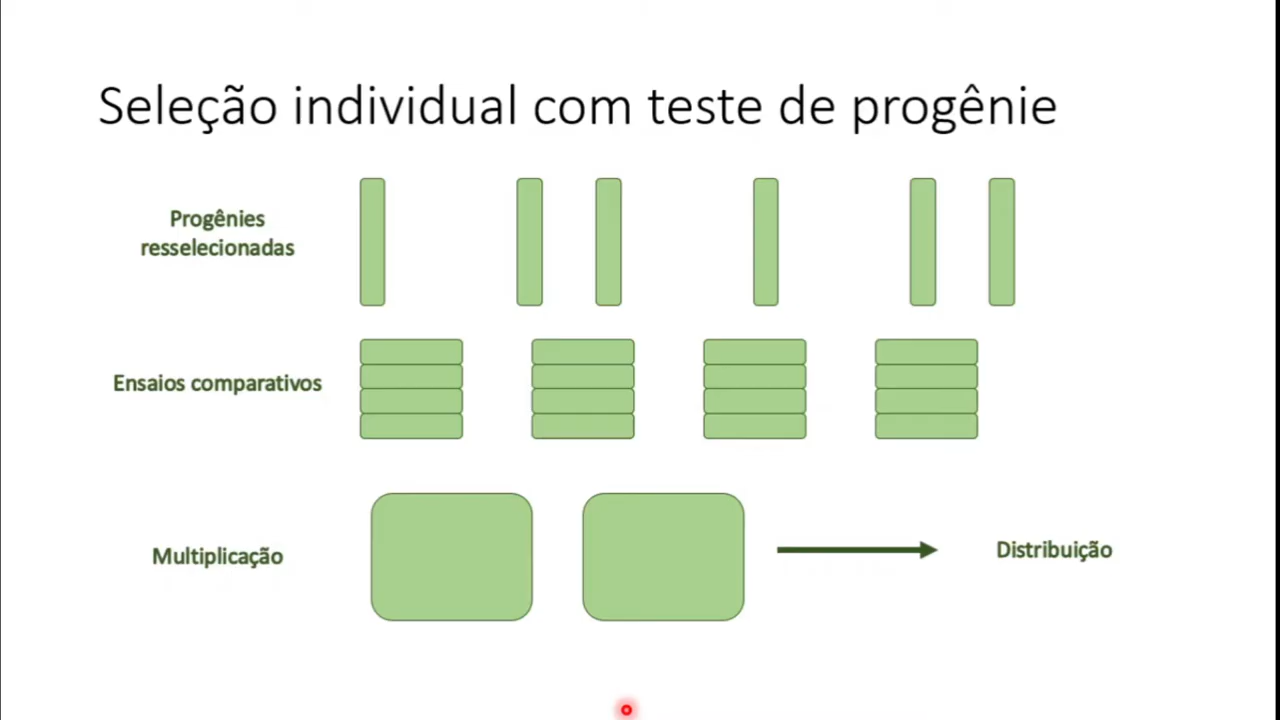 Seleção individual com teste de progênie
Progênies
resselecionadas
Ensaios comparativos
Multiplicação
Distribuição